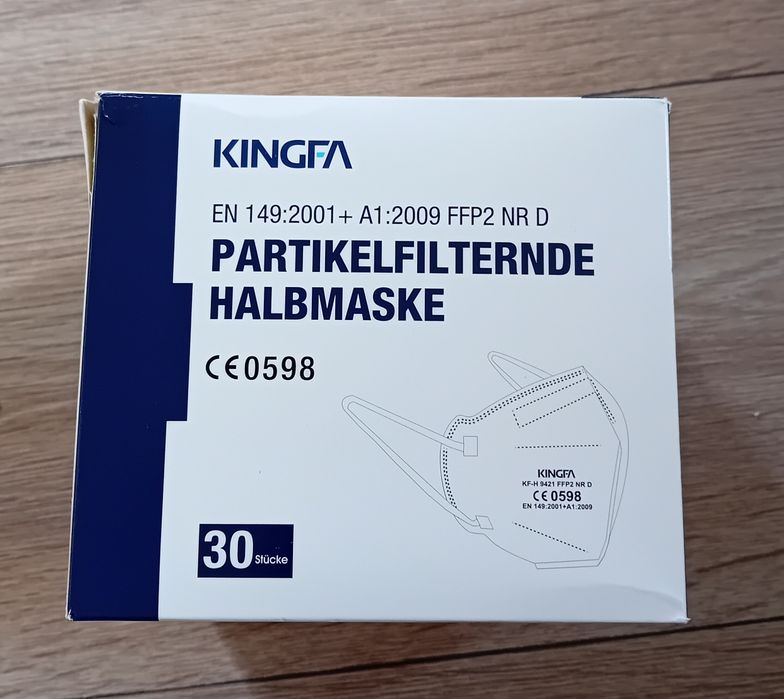 KINGFA
EN 149:2001+ A1:2009 FFP2 NR D
PARTIKELFILTERNDE
HALBMASKE
CE0598
KINGFA
KF-H 9421 FFP2 NR D
CE 0598
EN 149:2001+A1:2009
30 Stücke